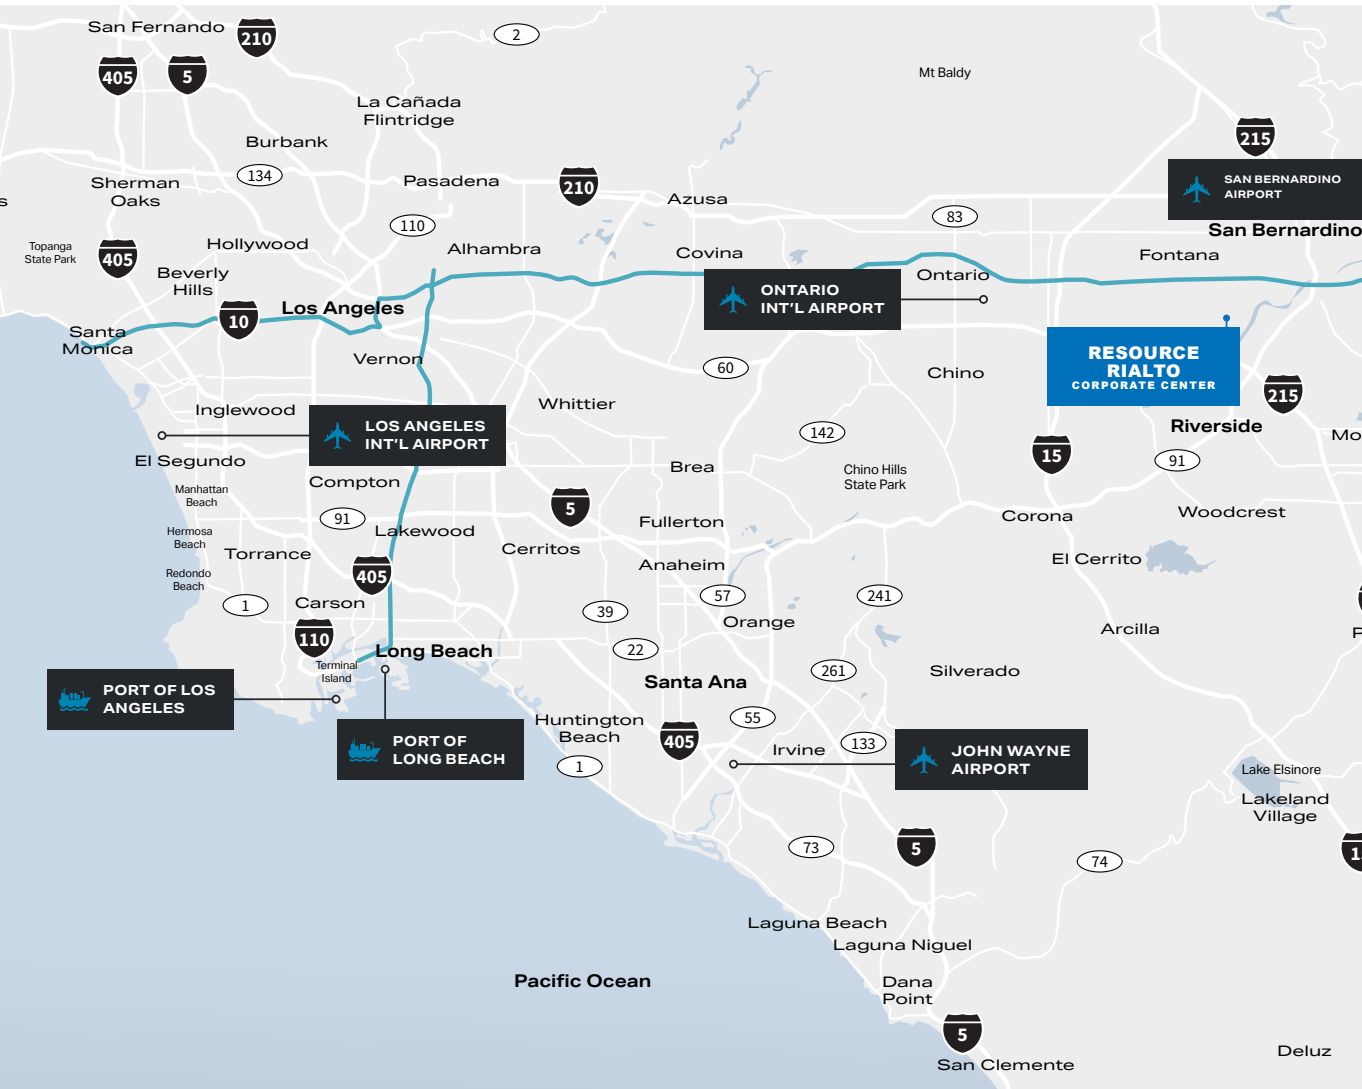 San Fernando
210
2
405
5
Mt Baldy
La Cañada
Flintridge
215
Burbank
134
Sherman
Oaks
Pasadena
210
Azusa
SAN BERNARDINO
AIRPORT
s
110
83
San Bernardino
Topanga
State Park
405
Hollywood
Alhambra
Covina
Fontana
Beverly
Hills
Ontario
ONTARIO
INT'L AIRPORT
Los Angeles
10
Santa
Monica
Vernon
60
Chino
RESOURCE
RIALTO
CORPORATE CENTER
215
Inglewood
Whittier
LOS ANGELES
INT'L AIRPORT
142
Riverside
Mo
El Segundo
15
91
Brea
Chino Hills
State Park
Compton
Manhattan
Beach
91
5
Fullerton
Corona
Woodcrest
Hermosa
Beach
Lakewood
Torrance
Cerritos
Anaheim
El Cerrito
Redondo
Beach
405
1
Carson
39
57
241
Orange
Arcilla
110
22
Long Beach
Terminal
Island
261
Silverado
Santa Ana
PORT OF LOS
ANGELES
PORT OF
LONG BEACH
Huntington
Beach
405
55
133
Irvine
JOHN WAYNE
AIRPORT
1
Lake Elsinore
Lakeland
Village
73
5
74
Laguna Beach
Laguna Niguel
Pacific Ocean
Dana
Point
5
San Clemente
Deluz